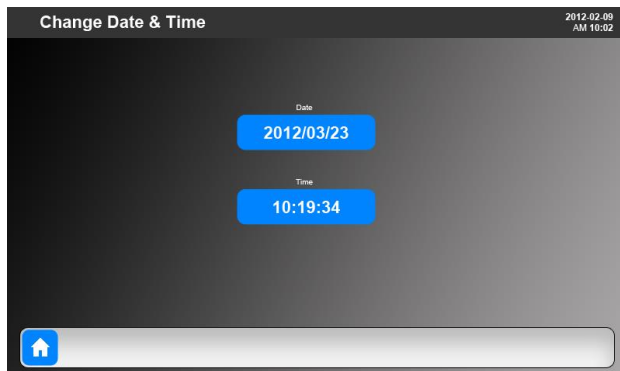 Change Date & Time
2012-02-09
AM 10:02
Date
2012/03/23
Time
10:19:34